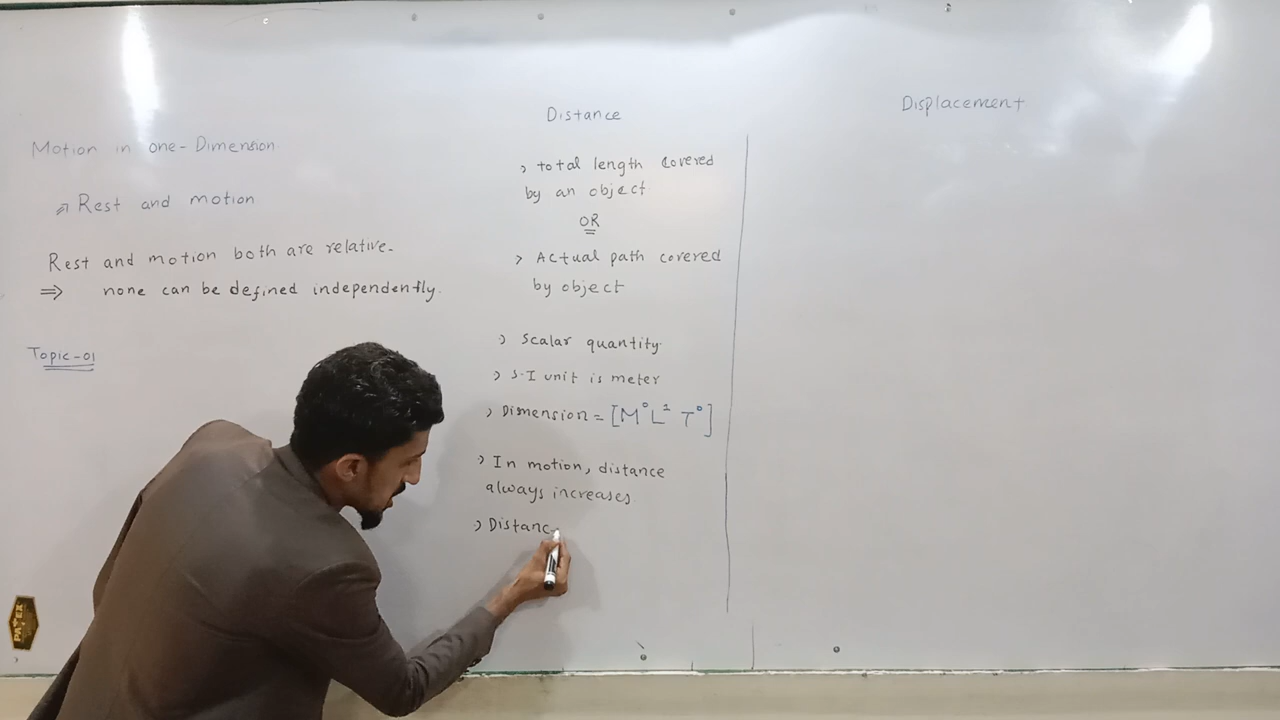 Motion in one-Dimension
⇒ Rest and motion
Rest and motion both are relative.
⇒ none can be defined independently.
Topic-01
Distance
› total length covered
by an object
OR
› Actual path covered
by object
› Scalar quantity
› S.I unit is meter
› Dimension = [M⁰L¹ T⁰]
› In motion, distance
always increases
› Distanc
Displacement
PATEX